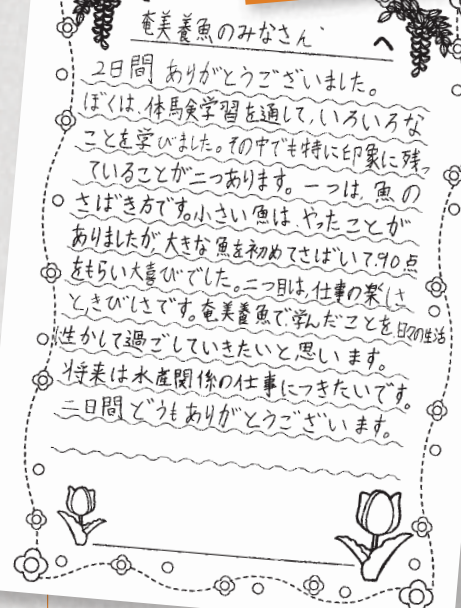 奄美養魚のみなさん
へ
2日間 ありがとうございました。
ぼくは、体験学習を通して、いろいろな
ことを学びました。その中でも特に印象に残っ
ていることが二つあります。一つは、魚の
さばき方です。小さい魚は、やったことが
ありましたが、大きな魚を初めてさばいて、90点
をもらい大喜びでした。二つ目は、仕事の楽しさ
と、きびしさです。奄美養魚で学んだことを、日々の生活
に生かして過ごしていきたいと思います。
将来は水産関係の仕事につきたいです。
二日間どうもありがとうございます。